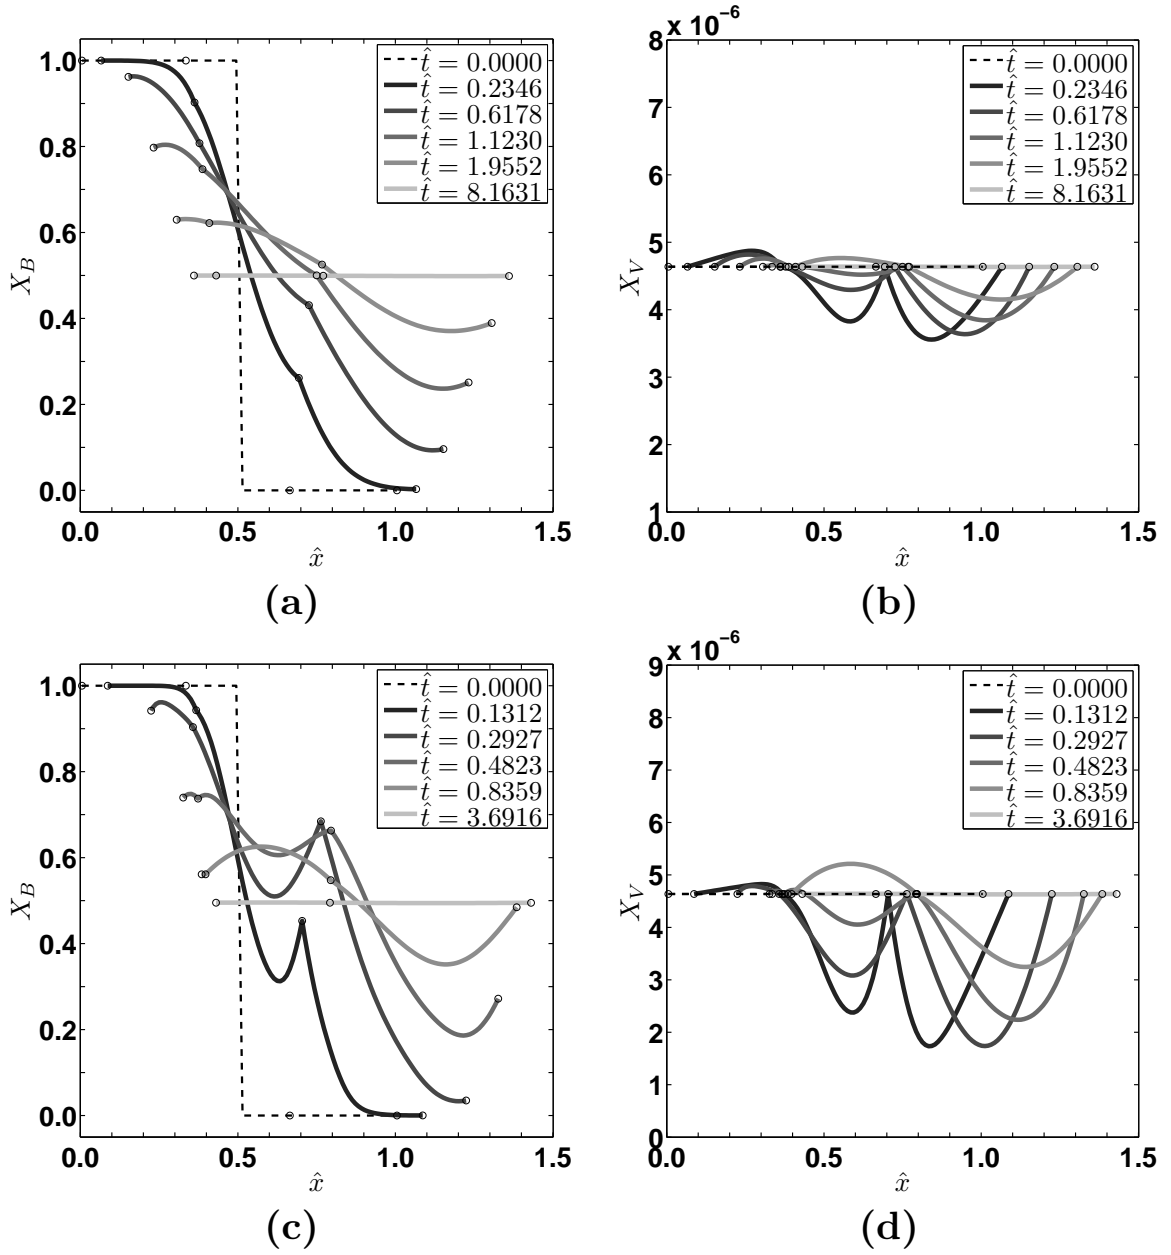 1.0
0.8
0.6
0.4
0.2
0.0
X_B
0.0 0.5 1.0 1.5
x̂
t̂ = 0.0000
t̂ = 0.2346
t̂ = 0.6178
t̂ = 1.1230
t̂ = 1.9552
t̂ = 8.1631
(a)
x 10⁻⁶
8
7
6
5
4
3
2
1
X_V
0.0 0.5 1.0 1.5
x̂
t̂ = 0.0000
t̂ = 0.2346
t̂ = 0.6178
t̂ = 1.1230
t̂ = 1.9552
t̂ = 8.1631
(b)
1.0
0.8
0.6
0.4
0.2
0.0
X_B
0.0 0.5 1.0 1.5
x̂
t̂ = 0.0000
t̂ = 0.1312
t̂ = 0.2927
t̂ = 0.4823
t̂ = 0.8359
t̂ = 3.6916
(c)
x 10⁻⁶
9
8
7
6
5
4
3
2
1
0
X_V
0.0 0.5 1.0 1.5
x̂
t̂ = 0.0000
t̂ = 0.1312
t̂ = 0.2927
t̂ = 0.4823
t̂ = 0.8359
t̂ = 3.6916
(d)